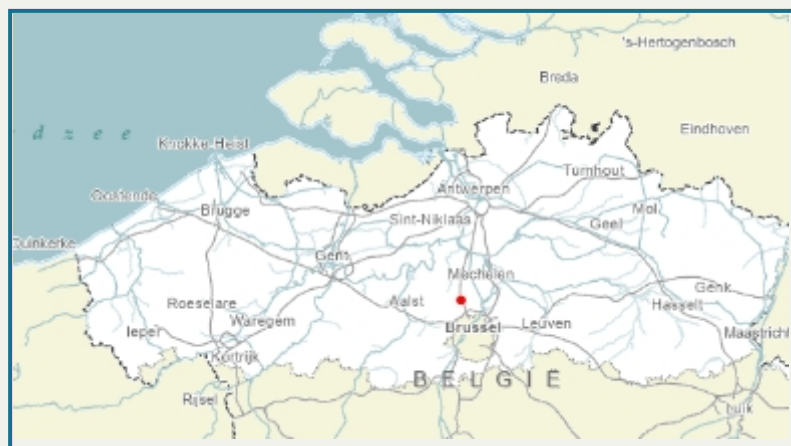 's-Hertogenbosch
Breda
d z e e
Eindhoven
Knokke-Heist
Turnhout
Antwerpen
Oostende
Mol
Brugge
Sint-Niklaas
Geel
Duinkerke
Gent
Mechelen
Genk
Roeselare
Aalst
Hasselt
Waregem
Ieper
Brussel
Leuven
Maastricht
Kortrijk
BELGIË
Rijsel
Luik